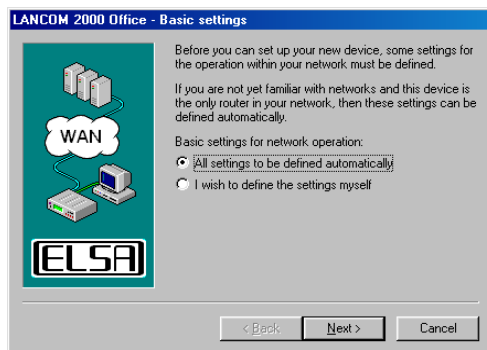 LANCOM 2000 Office - Basic settings
Before you can set up your new device, some settings for
the operation within your network must be defined.
If you are not yet familiar with networks and this device is
the only router in your network, then these settings can be
defined automatically.
WAN
Basic settings for network operation:
All settings to be defined automatically
I wish to define the settings myself
ELSA
< Back
Next >
Cancel